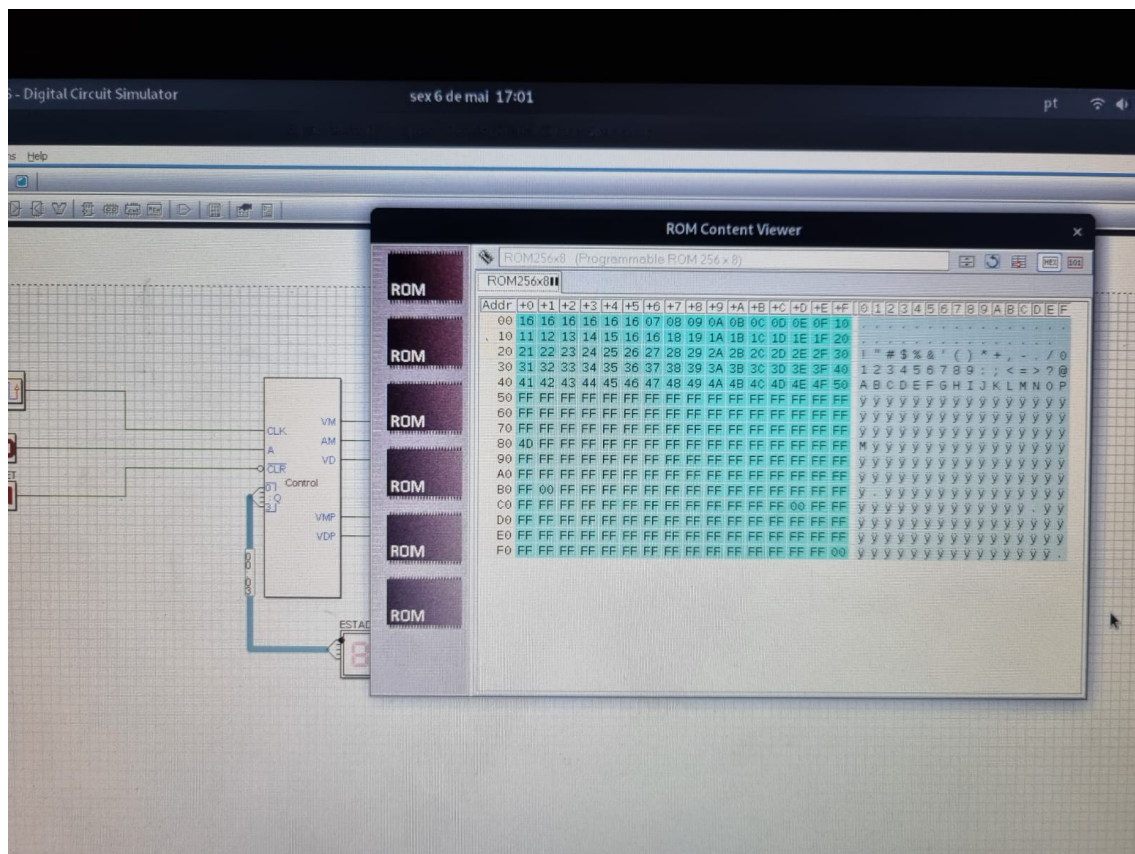 S - Digital Circuit Simulator
sex 6 de mai 17:01
pt
ns Help
ROM Content Viewer
ROM256x8 (Programmable ROM 256 x 8)
HEX 101
ROM256x8
ROM
ROM
ROM
ROM
ROM
ROM
Addr +0 +1 +2 +3 +4 +5 +6 +7 +8 +9 +A +B +C +D +E +F 0 1 2 3 4 5 6 7 8 9 A B C D E F
00 16 16 16 16 16 16 07 08 09 0A 0B 0C 0D 0E 0F 10 . . . . . . . . . . . . . . . .
10 11 12 13 14 15 16 16 18 19 1A 1B 1C 1D 1E 1F 20 . . . . . . . . . . . . . . .
20 21 22 23 24 25 26 27 28 29 2A 2B 2C 2D 2E 2F 30 ! " # $ % & ' ( ) * + , - . / 0
30 31 32 33 34 35 36 37 38 39 3A 3B 3C 3D 3E 3F 40 1 2 3 4 5 6 7 8 9 : ; < = > ? @
40 41 42 43 44 45 46 47 48 49 4A 4B 4C 4D 4E 4F 50 A B C D E F G H I J K L M N O P
50 FF FF FF FF FF FF FF FF FF FF FF FF FF FF FF FF ÿ ÿ ÿ ÿ ÿ ÿ ÿ ÿ ÿ ÿ ÿ ÿ ÿ ÿ ÿ ÿ
60 FF FF FF FF FF FF FF FF FF FF FF FF FF FF FF FF ÿ ÿ ÿ ÿ ÿ ÿ ÿ ÿ ÿ ÿ ÿ ÿ ÿ ÿ ÿ ÿ
70 FF FF FF FF FF FF FF FF FF FF FF FF FF FF FF FF ÿ ÿ ÿ ÿ ÿ ÿ ÿ ÿ ÿ ÿ ÿ ÿ ÿ ÿ ÿ ÿ
80 4D FF FF FF FF FF FF FF FF FF FF FF FF FF FF FF M ÿ ÿ ÿ ÿ ÿ ÿ ÿ ÿ ÿ ÿ ÿ ÿ ÿ ÿ ÿ
90 FF FF FF FF FF FF FF FF FF FF FF FF FF FF FF FF ÿ ÿ ÿ ÿ ÿ ÿ ÿ ÿ ÿ ÿ ÿ ÿ ÿ ÿ ÿ ÿ
A0 FF FF FF FF FF FF FF FF FF FF FF FF FF FF FF FF ÿ ÿ ÿ ÿ ÿ ÿ ÿ ÿ ÿ ÿ ÿ ÿ ÿ ÿ ÿ ÿ
B0 FF 00 FF FF FF FF FF FF FF FF FF FF FF FF FF FF ÿ . ÿ ÿ ÿ ÿ ÿ ÿ ÿ ÿ ÿ ÿ ÿ ÿ ÿ ÿ
C0 FF FF FF FF FF FF FF FF FF FF FF FF FF 00 FF FF ÿ ÿ ÿ ÿ ÿ ÿ ÿ ÿ ÿ ÿ ÿ ÿ ÿ . ÿ ÿ
D0 FF FF FF FF FF FF FF FF FF FF FF FF FF FF FF FF ÿ ÿ ÿ ÿ ÿ ÿ ÿ ÿ ÿ ÿ ÿ ÿ ÿ ÿ ÿ ÿ
E0 FF FF FF FF FF FF FF FF FF FF FF FF FF FF FF FF ÿ ÿ ÿ ÿ ÿ ÿ ÿ ÿ ÿ ÿ ÿ ÿ ÿ ÿ ÿ ÿ
F0 FF FF FF FF FF FF FF FF FF FF FF FF FF FF FF 00 ÿ ÿ ÿ ÿ ÿ ÿ ÿ ÿ ÿ ÿ ÿ ÿ ÿ ÿ ÿ .
CLK VM
A AM
CLR VD
Control
0
Q
3
VMP
VDP
ESTAD